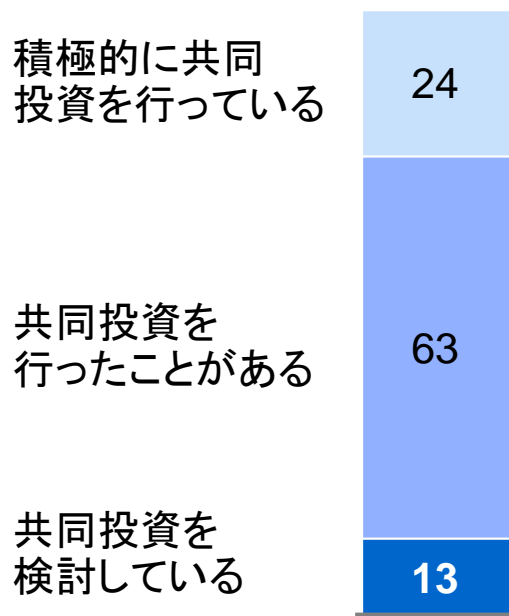 積極的に共同
投資を行っている
24
共同投資を
行ったことがある
63
共同投資を
検討している
13